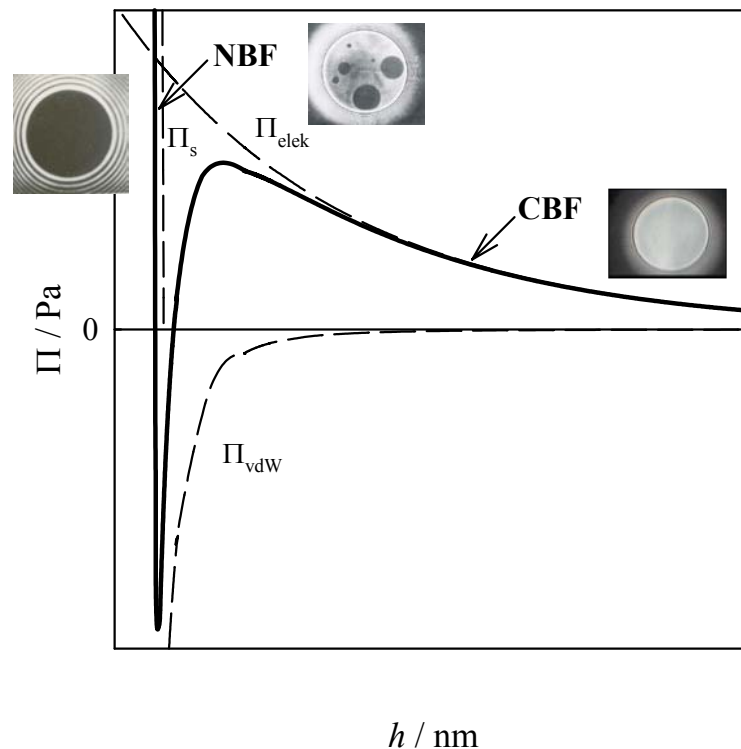 NBF
Πs
Πelek
CBF
Π / Pa
0
ΠvdW
h / nm